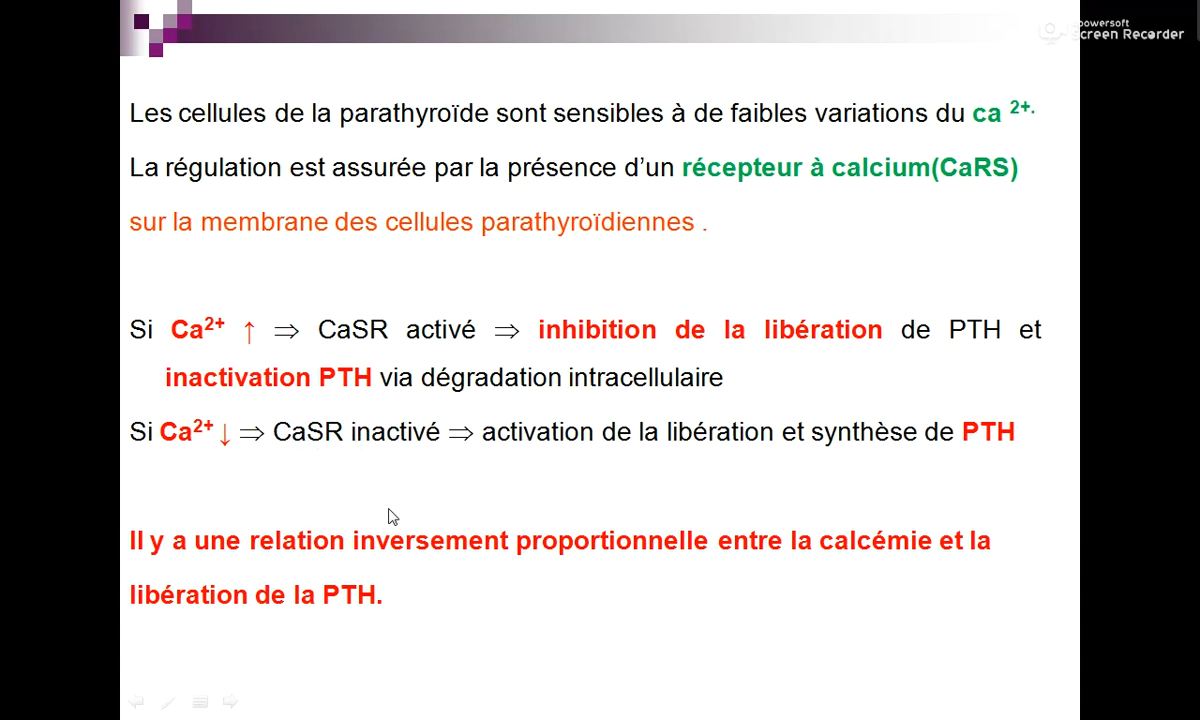 powersoft
Screen Recorder
Les cellules de la parathyroïde sont sensibles à de faibles variations du ca 2+.
La régulation est assurée par la présence d’un récepteur à calcium(CaRS)
sur la membrane des cellules parathyroïdiennes .
Si Ca2+ ↑ ⇒ CaSR activé ⇒ inhibition de la libération de PTH et
inactivation PTH via dégradation intracellulaire
Si Ca2+ ↓ ⇒ CaSR inactivé ⇒ activation de la libération et synthèse de PTH
Il y a une relation inversement proportionnelle entre la calcémie et la
libération de la PTH.